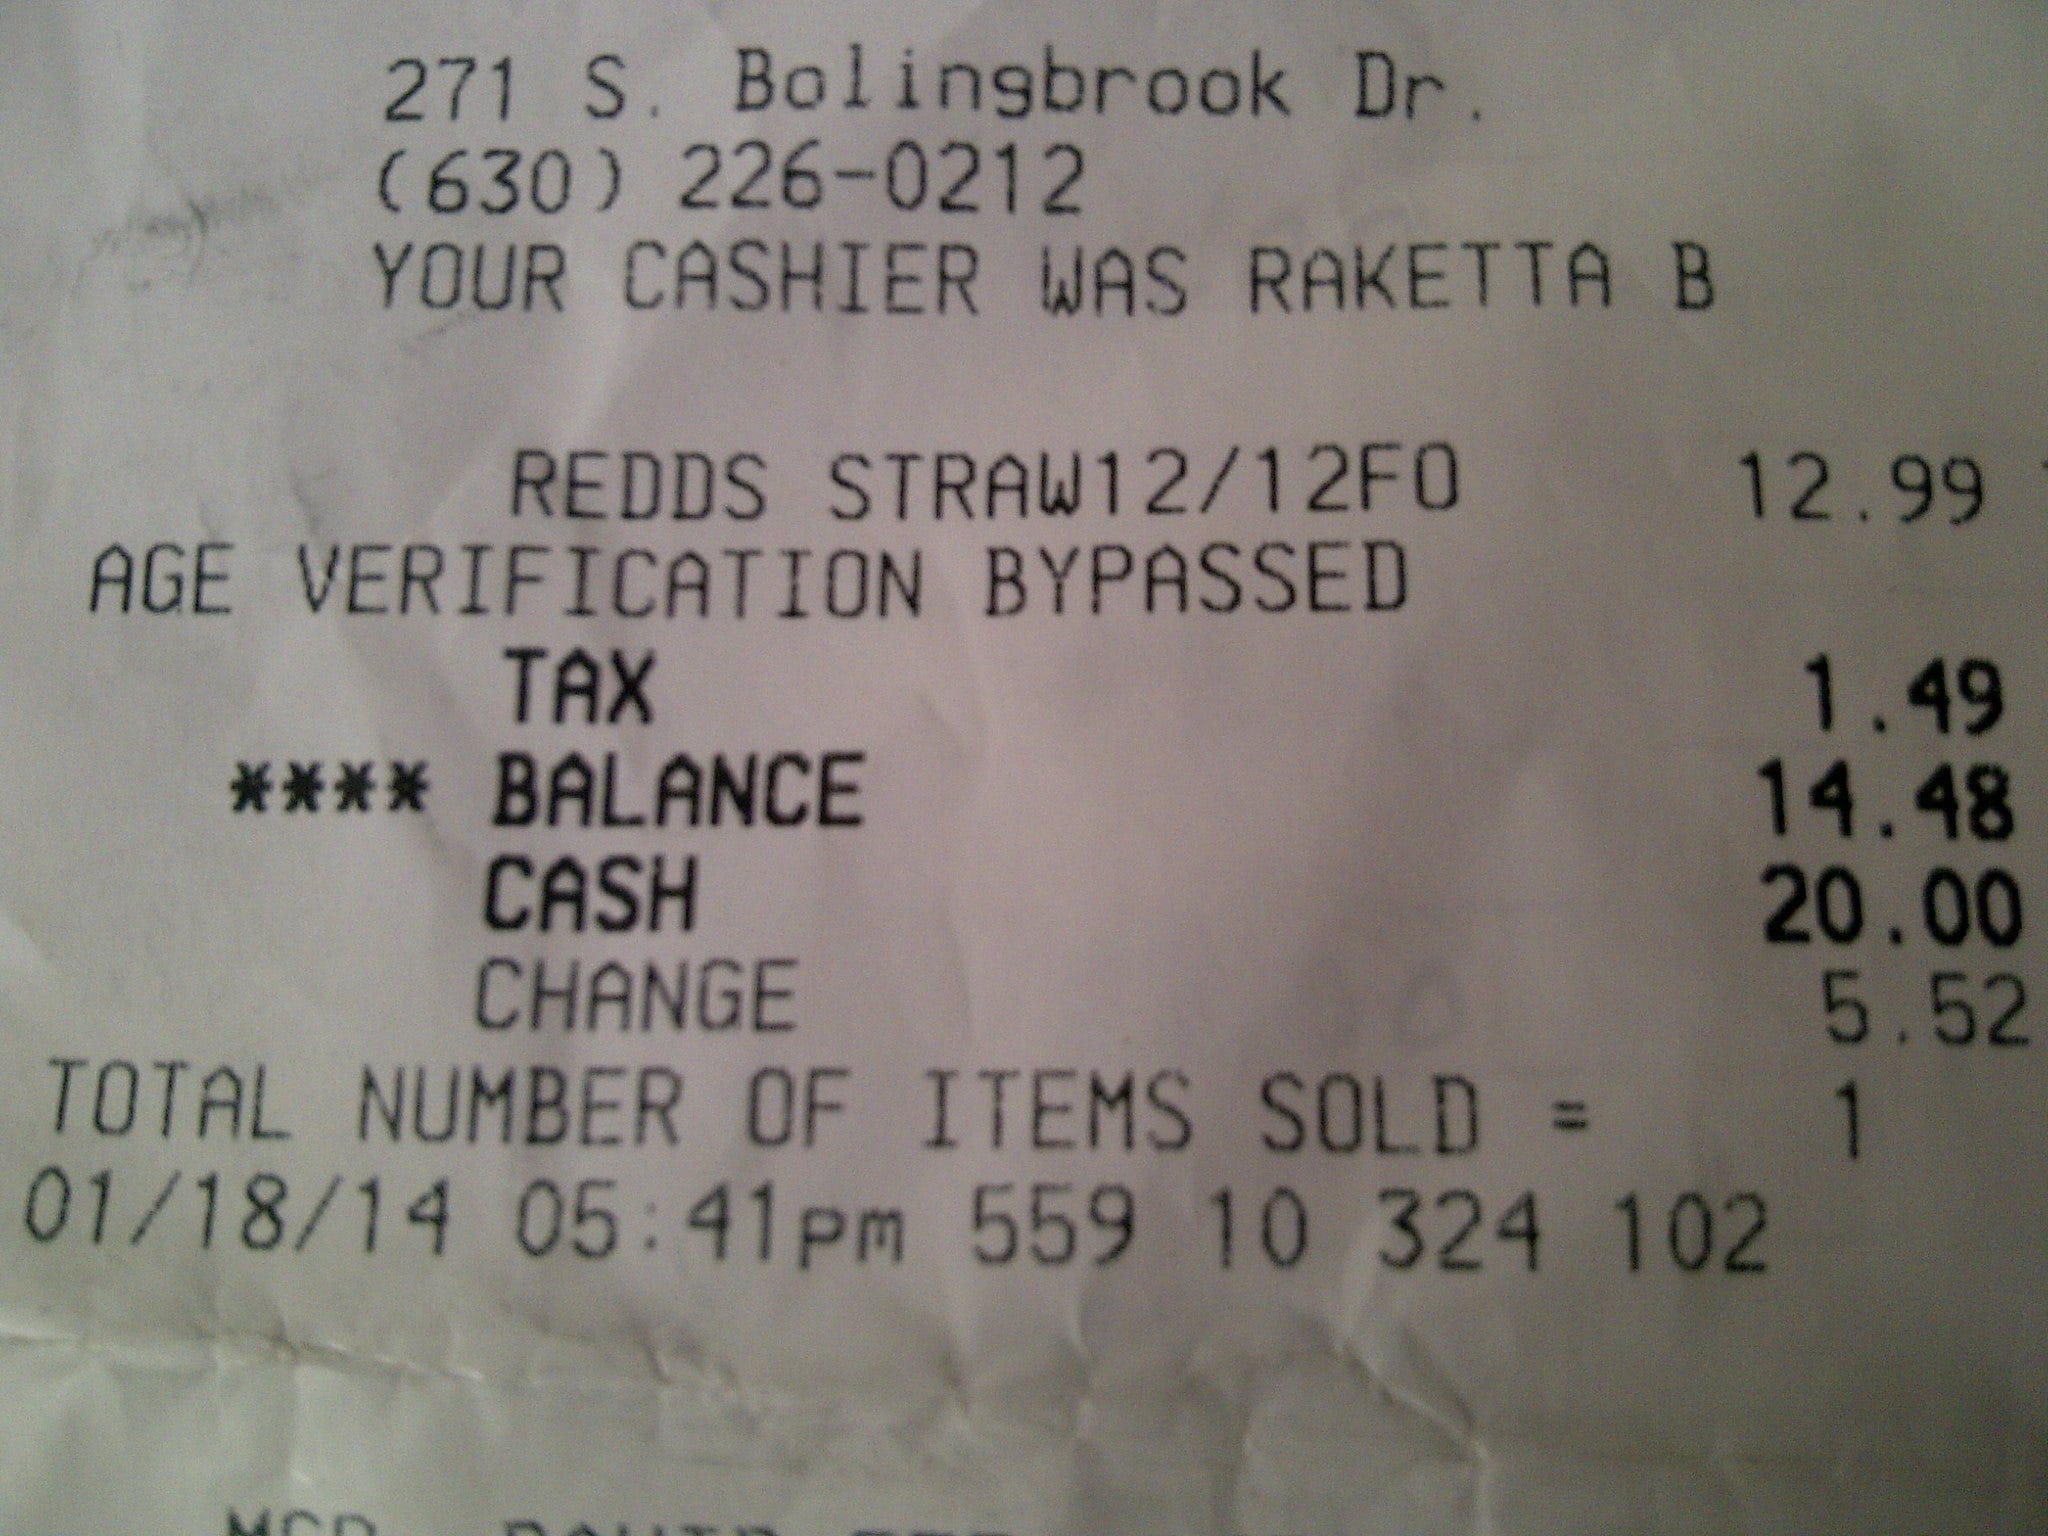 271 S. Bolingbrook Dr.
(630) 226-0212
YOUR CASHIER WAS RAKETTA B
REDDS STRAW12/12FO 12.99
AGE VERIFICATION BYPASSED
TAX 1.49
**** BALANCE 14.48
CASH 20.00
CHANGE 5.52
TOTAL NUMBER OF ITEMS SOLD = 1
01/18/14 05:41pm 559 10 324 102